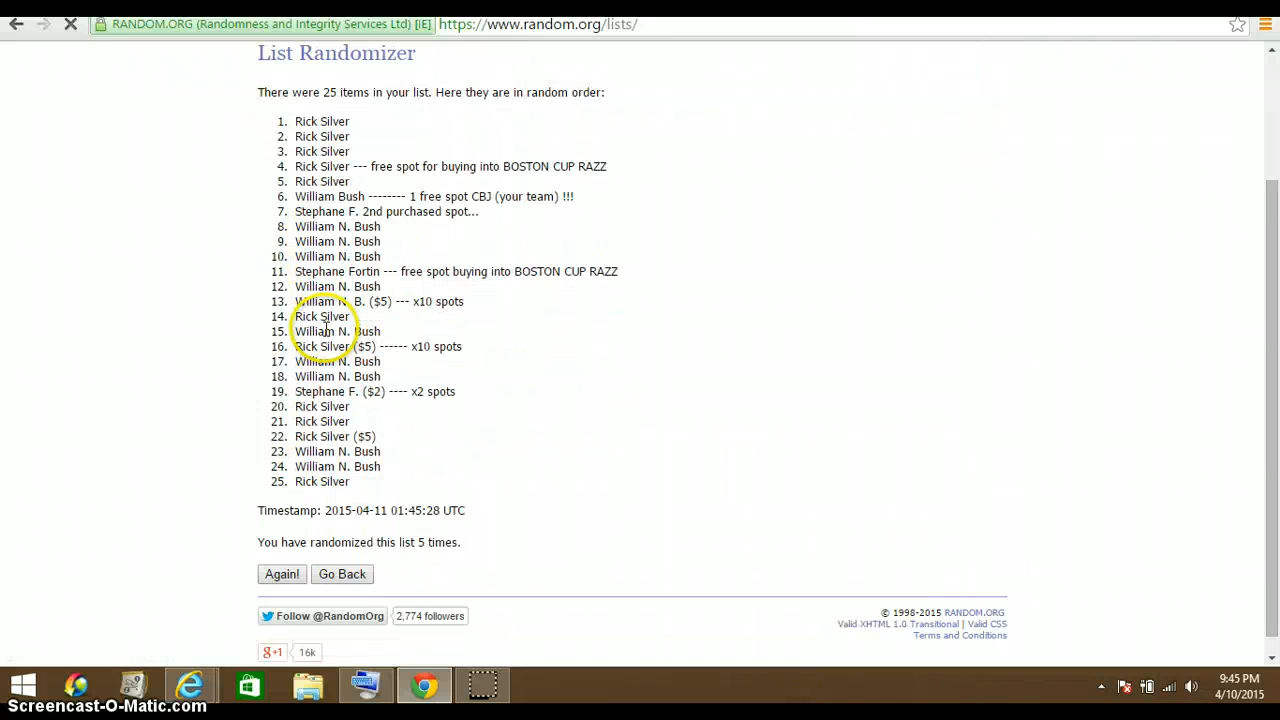 RANDOM.ORG (Randomness and Integrity Services Ltd) [IE] https://www.random.org/lists/
List Randomizer
There were 25 items in your list. Here they are in random order:
1. Rick Silver
2. Rick Silver
3. Rick Silver
4. Rick Silver --- free spot for buying into BOSTON CUP RAZZ
5. Rick Silver
6. William Bush -------- 1 free spot CBJ (your team) !!!
7. Stephane F. 2nd purchased spot...
8. William N. Bush
9. William N. Bush
10. William N. Bush
11. Stephane Fortin --- free spot buying into BOSTON CUP RAZZ
12. William N. Bush
13. William N. B. ($5) --- x10 spots
14. Rick Silver
15. William N. Bush
16. Rick Silver ($5) ------ x10 spots
17. William N. Bush
18. William N. Bush
19. Stephane F. ($2) ---- x2 spots
20. Rick Silver
21. Rick Silver
22. Rick Silver ($5)
23. William N. Bush
24. William N. Bush
25. Rick Silver
Timestamp: 2015-04-11 01:45:28 UTC
You have randomized this list 5 times.
Again! Go Back
Follow @RandomOrg 2,774 followers
© 1998-2015 RANDOM.ORG
Valid XHTML 1.0 Transitional | Valid CSS
Terms and Conditions
g+1 16k
9:45 PM
4/10/2015
Screencast-O-Matic.com